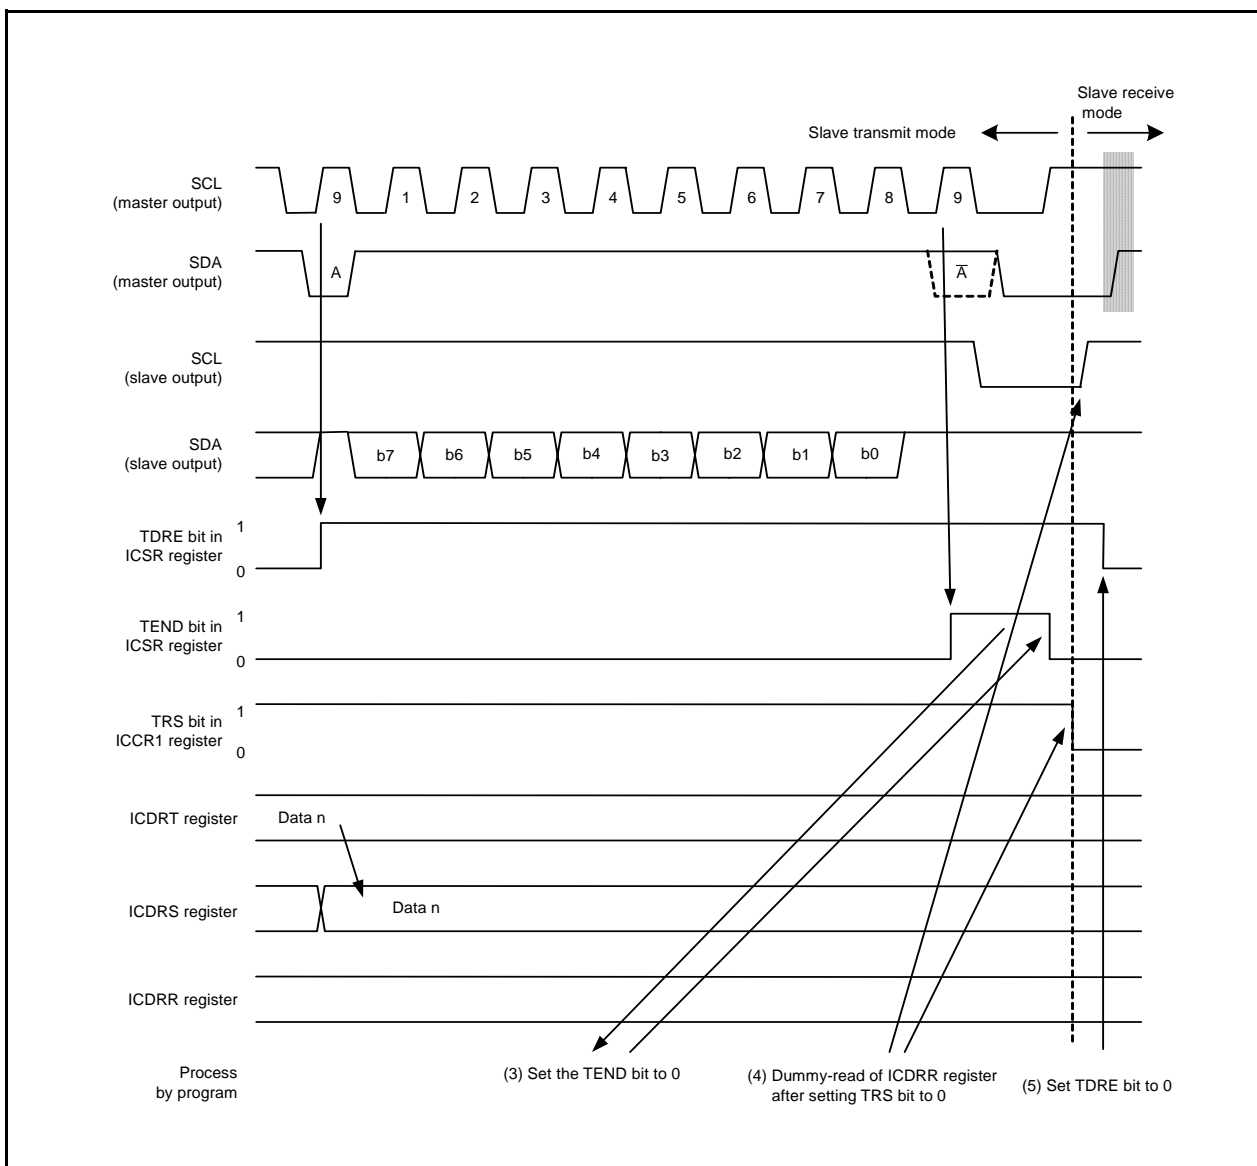 Slave receive
mode
Slave transmit mode
SCL
(master output)
9 1 2 3 4 5 6 7 8 9
SDA
(master output)
A A̅
SCL
(slave output)
SDA
(slave output)
b7 b6 b5 b4 b3 b2 b1 b0
TDRE bit in
ICSR register
1
0
TEND bit in
ICSR register
1
0
TRS bit in
ICCR1 register
1
0
ICDRT register
Data n
ICDRS register
Data n
ICDRR register
Process
by program
(3) Set the TEND bit to 0
(4) Dummy-read of ICDRR register
after setting TRS bit to 0
(5) Set TDRE bit to 0